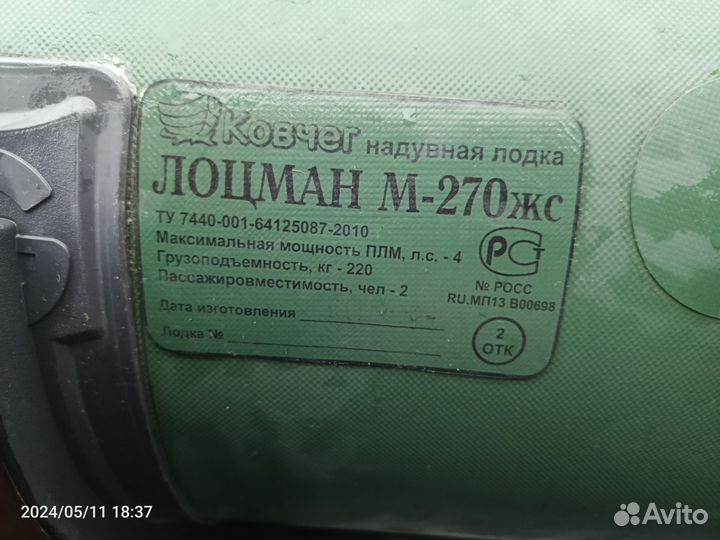 Ковчег надувная лодка
ЛОЦМАН М-270жс
ТУ 7440-001-64125087-2010
Максимальная мощность ПЛМ, л.с. - 4
Грузоподъемность, кг - 220
Пассажировместимость, чел - 2
РСТ
№ РОСС
RU.МП13 В00698
Дата изготовления
Лодка №
2
ОТК
2024/05/11 18:37
Avito